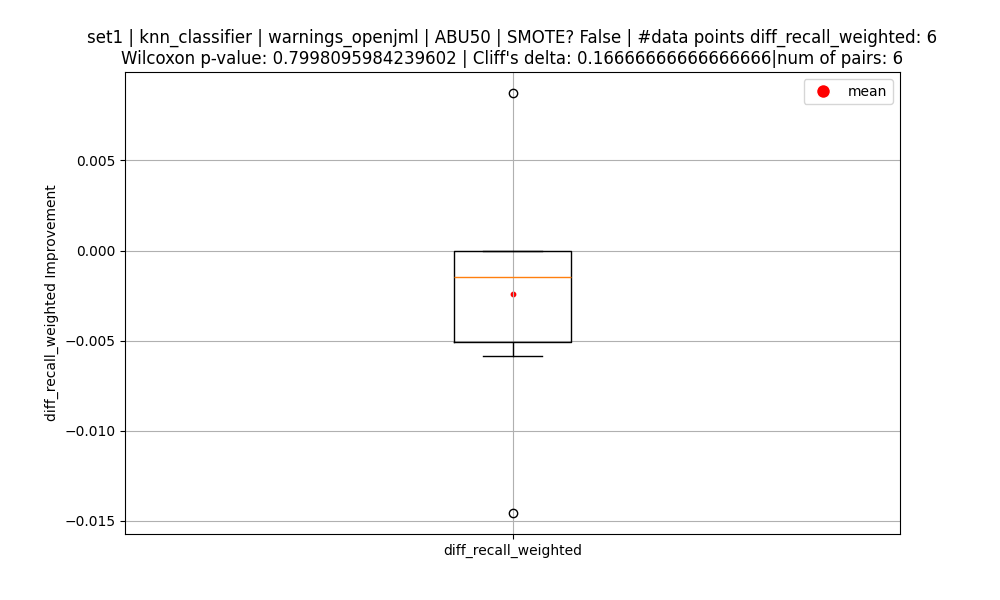 set1 | knn_classifier | warnings_openjml | ABU50 | SMOTE? False | #data points diff_recall_weighted: 6
Wilcoxon p-value: 0.7998095984239602 | Cliff's delta: 0.16666666666666666|num of pairs: 6
mean
0.005
0.000
−0.005
−0.010
−0.015
diff_recall_weighted Improvement
diff_recall_weighted